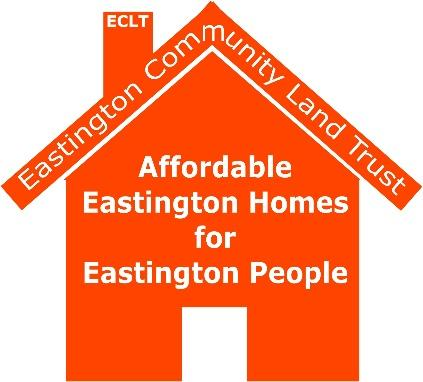 ECLT
Eastington Community Land Trust
Affordable
Eastington Homes
for
Eastington People